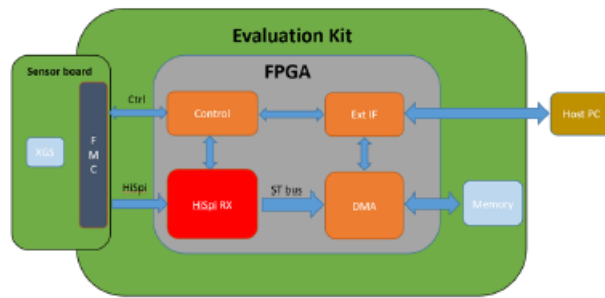 Evaluation Kit
Sensor board
FPGA
Ctrl
Control
Ext IF
Host PC
XGS
F
M
C
HiSpi
HiSpi RX
ST bus
DMA
Memory